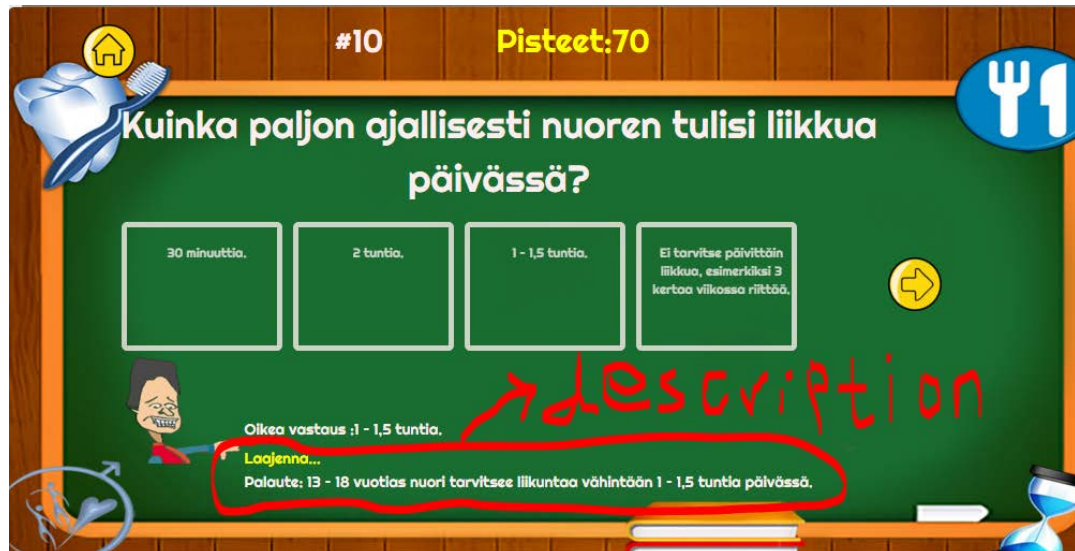 #10
Pisteet:70
Kuinka paljon ajallisesti nuoren tulisi liikkua
päivässä?
30 minuuttia.
2 tuntia.
1 - 1,5 tuntia.
Ei tarvitse päivittäin
liikkua, esimerkiksi 3
kertaa viikossa riittää.
description
Oikea vastaus :1 - 1,5 tuntia.
Laajenna...
Palaute: 13 - 18 vuotias nuori tarvitsee liikuntaa vähintään 1 - 1,5 tuntia päivässä.